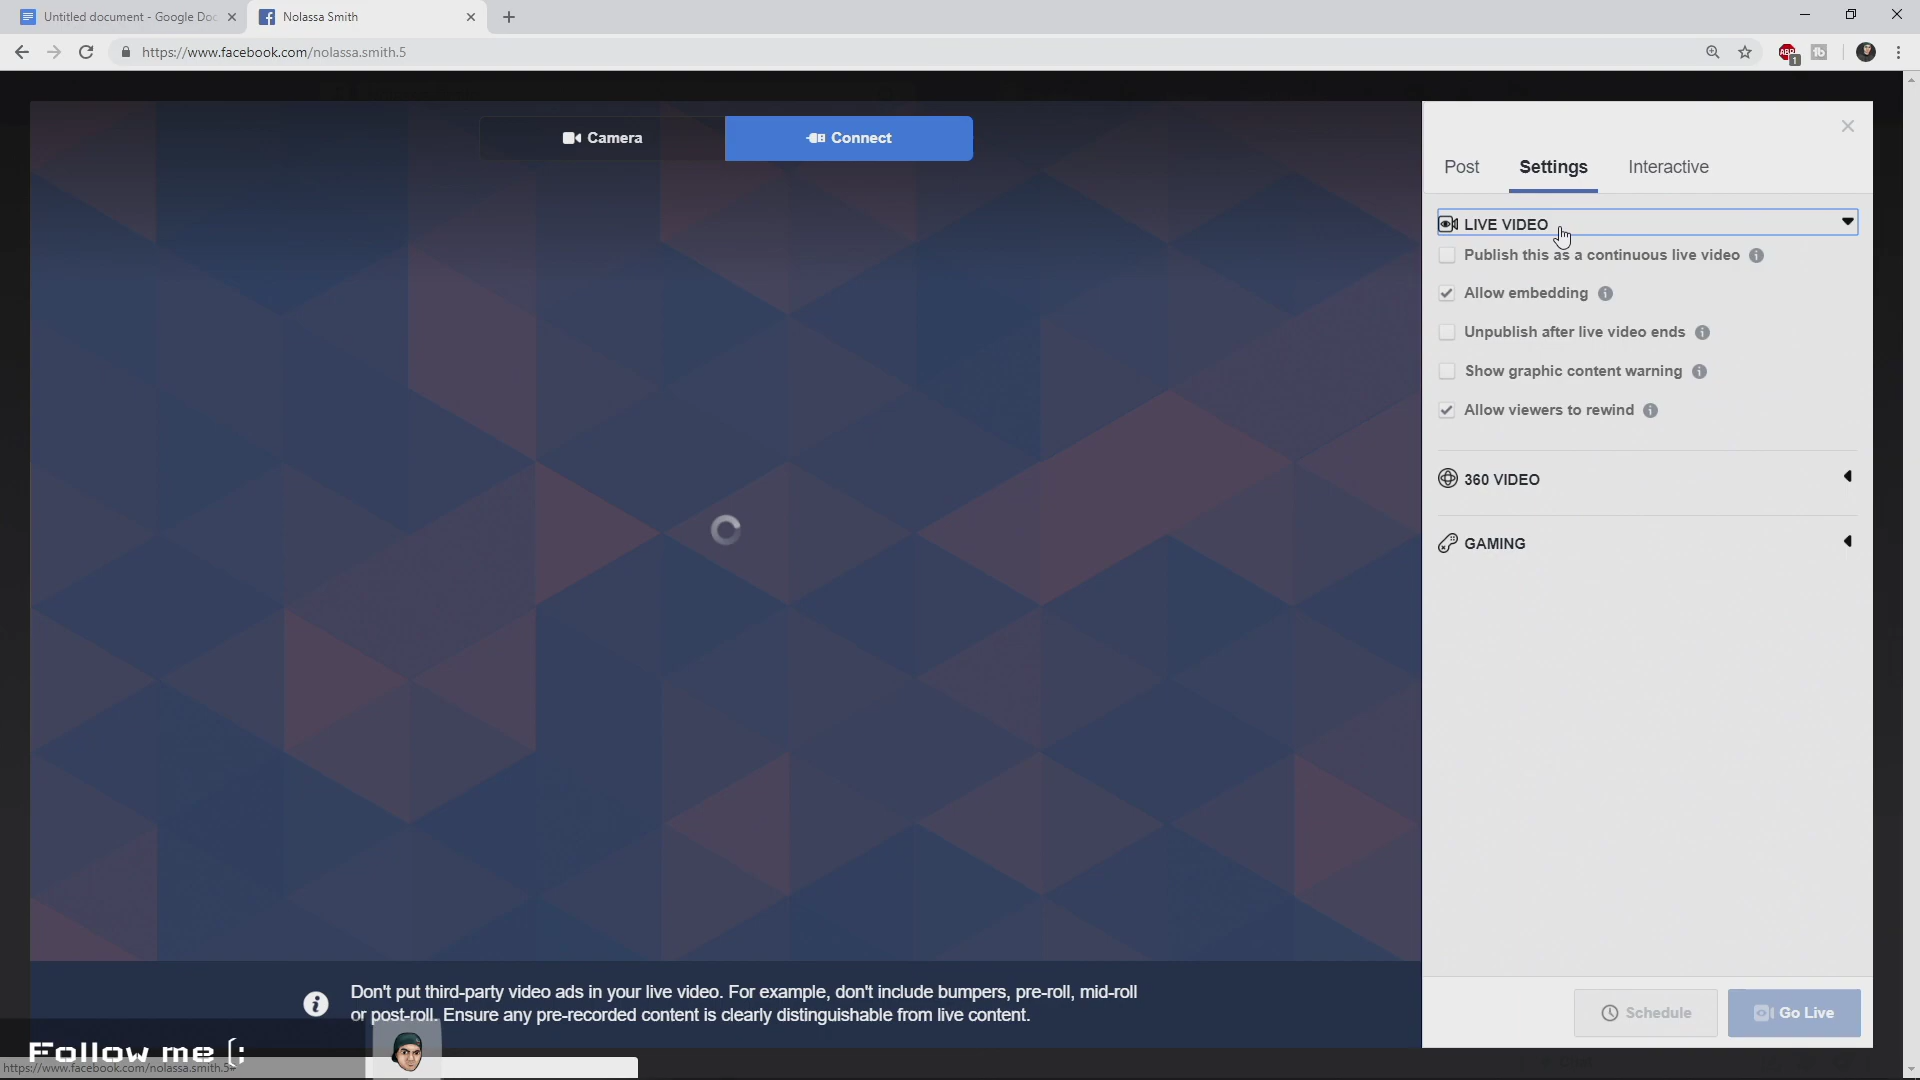 Untitled document - Google Doc
Nolassa Smith
https://www.facebook.com/nolassa.smith.5
ABP
1
Camera
Connect
Post
Settings
Interactive
LIVE VIDEO
Publish this as a continuous live video
Allow embedding
Unpublish after live video ends
Show graphic content warning
Allow viewers to rewind
360 VIDEO
GAMING
Don't put third-party video ads in your live video. For example, don't include bumpers, pre-roll, mid-roll
or post-roll. Ensure any pre-recorded content is clearly distinguishable from live content.
Schedule
Go Live
Follow me (:
https://www.facebook.com/nolassa.smith.5#